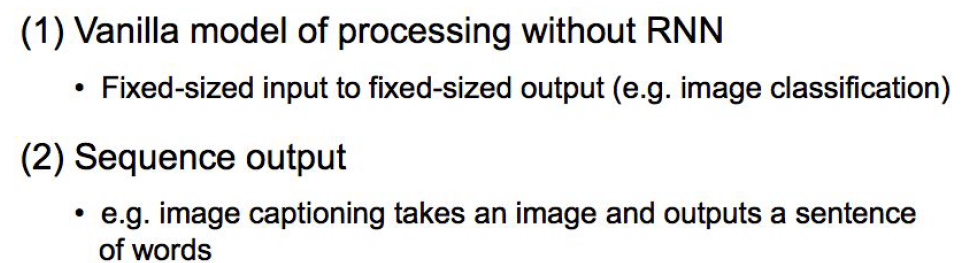 (1) Vanilla model of processing without RNN
• Fixed-sized input to fixed-sized output (e.g. image classification)
(2) Sequence output
• e.g. image captioning takes an image and outputs a sentence
of words